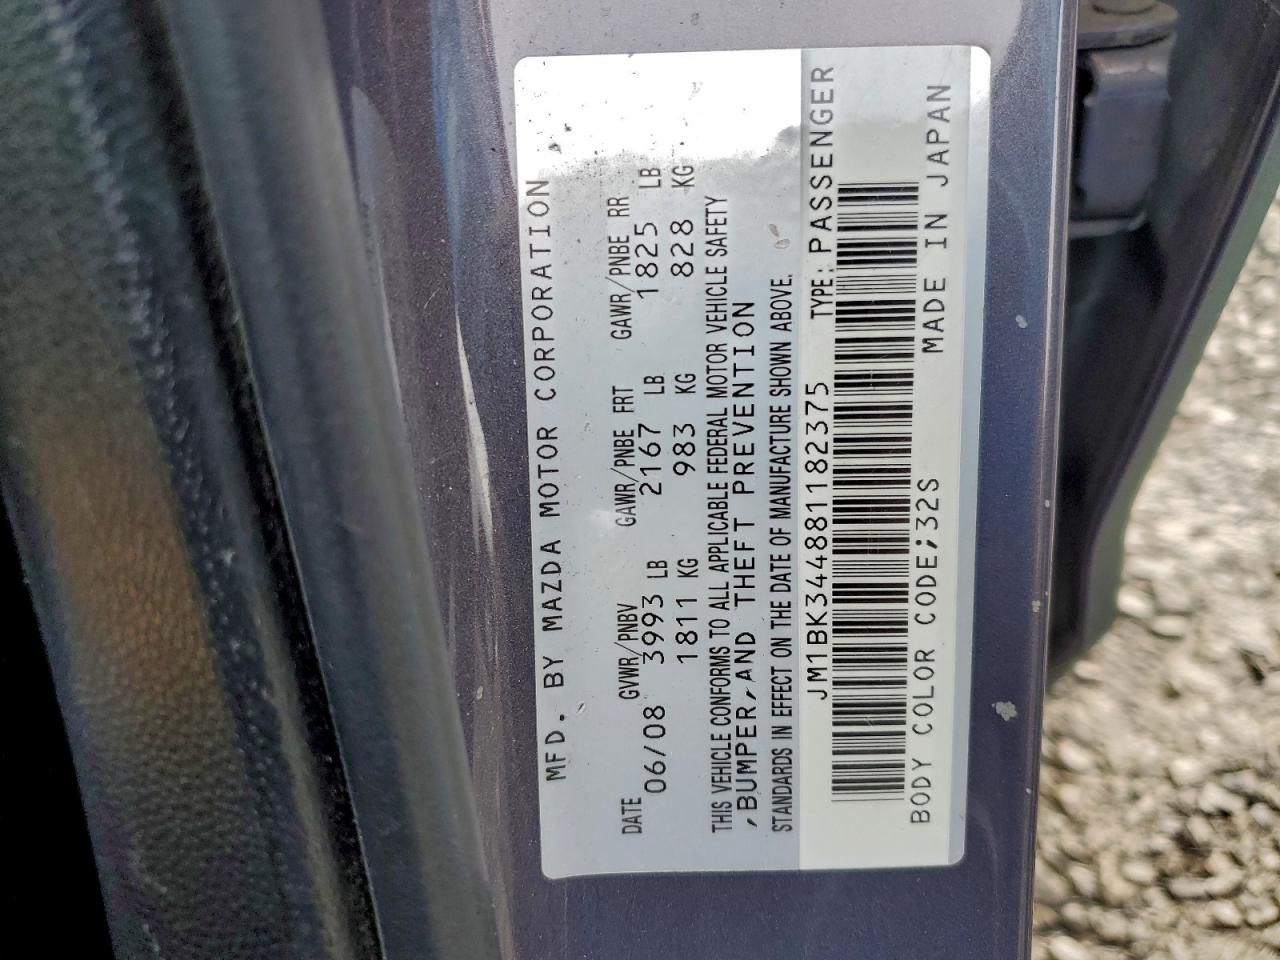 MFD. BY MAZDA MOTOR CORPORATION
DATE GVWR/PNBV GAWR/PNBE FRT GAWR/PNBE RR
06/08 3993 LB 2167 LB 1825 LB
1811 KG 983 KG 828 KG
THIS VEHICLE CONFORMS TO ALL APPLICABLE FEDERAL MOTOR VEHICLE SAFETY
,BUMPER,AND THEFT PREVENTION
STANDARDS IN EFFECT ON THE DATE OF MANUFACTURE SHOWN ABOVE.
JM1BK344881182375 TYPE:PASSENGER
BODY COLOR CODE;32S MADE IN JAPAN